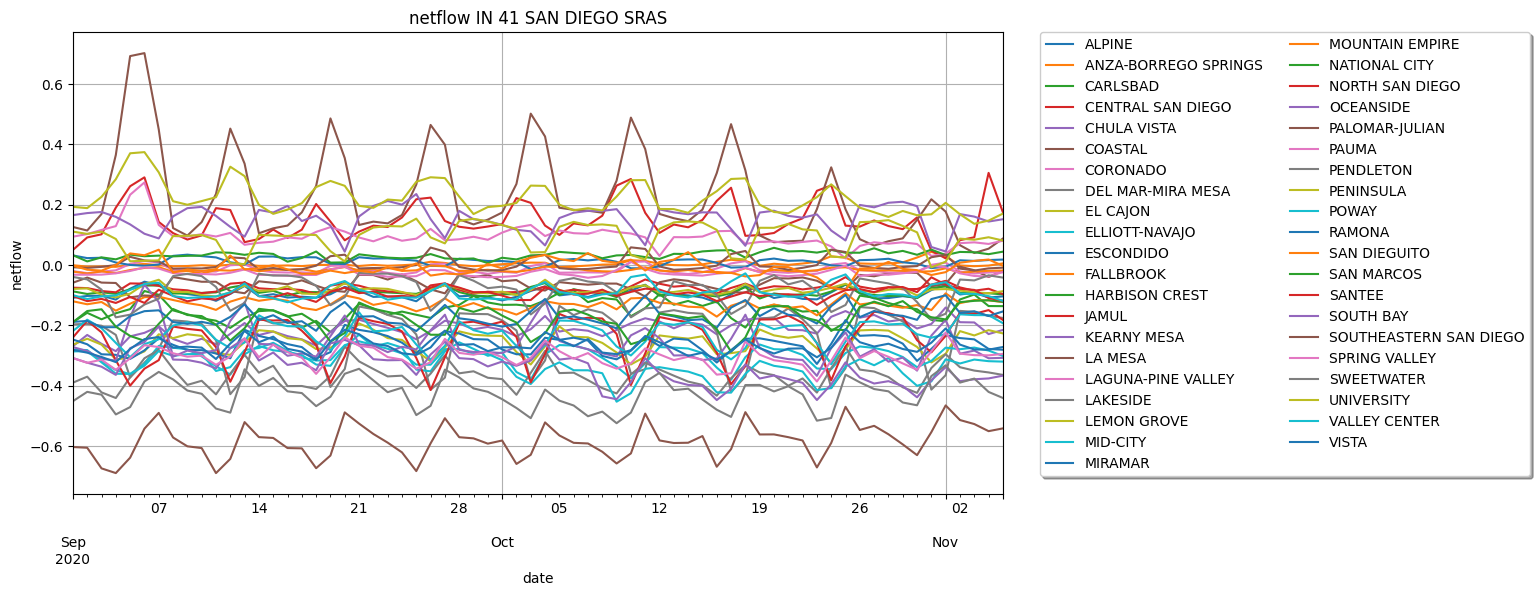 netflow IN 41 SAN DIEGO SRAS
netflow
0.6
0.4
0.2
0.0
−0.2
−0.4
−0.6
07
14
21
28
05
12
19
26
02
Sep
2020
Oct
Nov
date
ALPINE
ANZA-BORREGO SPRINGS
CARLSBAD
CENTRAL SAN DIEGO
CHULA VISTA
COASTAL
CORONADO
DEL MAR-MIRA MESA
EL CAJON
ELLIOTT-NAVAJO
ESCONDIDO
FALLBROOK
HARBISON CREST
JAMUL
KEARNY MESA
LA MESA
LAGUNA-PINE VALLEY
LAKESIDE
LEMON GROVE
MID-CITY
MIRAMAR
MOUNTAIN EMPIRE
NATIONAL CITY
NORTH SAN DIEGO
OCEANSIDE
PALOMAR-JULIAN
PAUMA
PENDLETON
PENINSULA
POWAY
RAMONA
SAN DIEGUITO
SAN MARCOS
SANTEE
SOUTH BAY
SOUTHEASTERN SAN DIEGO
SPRING VALLEY
SWEETWATER
UNIVERSITY
VALLEY CENTER
VISTA